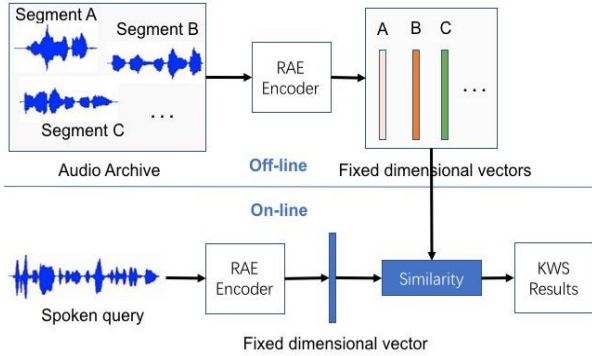 Segment A
Segment B
Segment C
...
Audio Archive
RAE
Encoder
A B C
...
Fixed dimensional vectors
Off-line
On-line
Spoken query
RAE
Encoder
Fixed dimensional vector
Similarity
KWS
Results